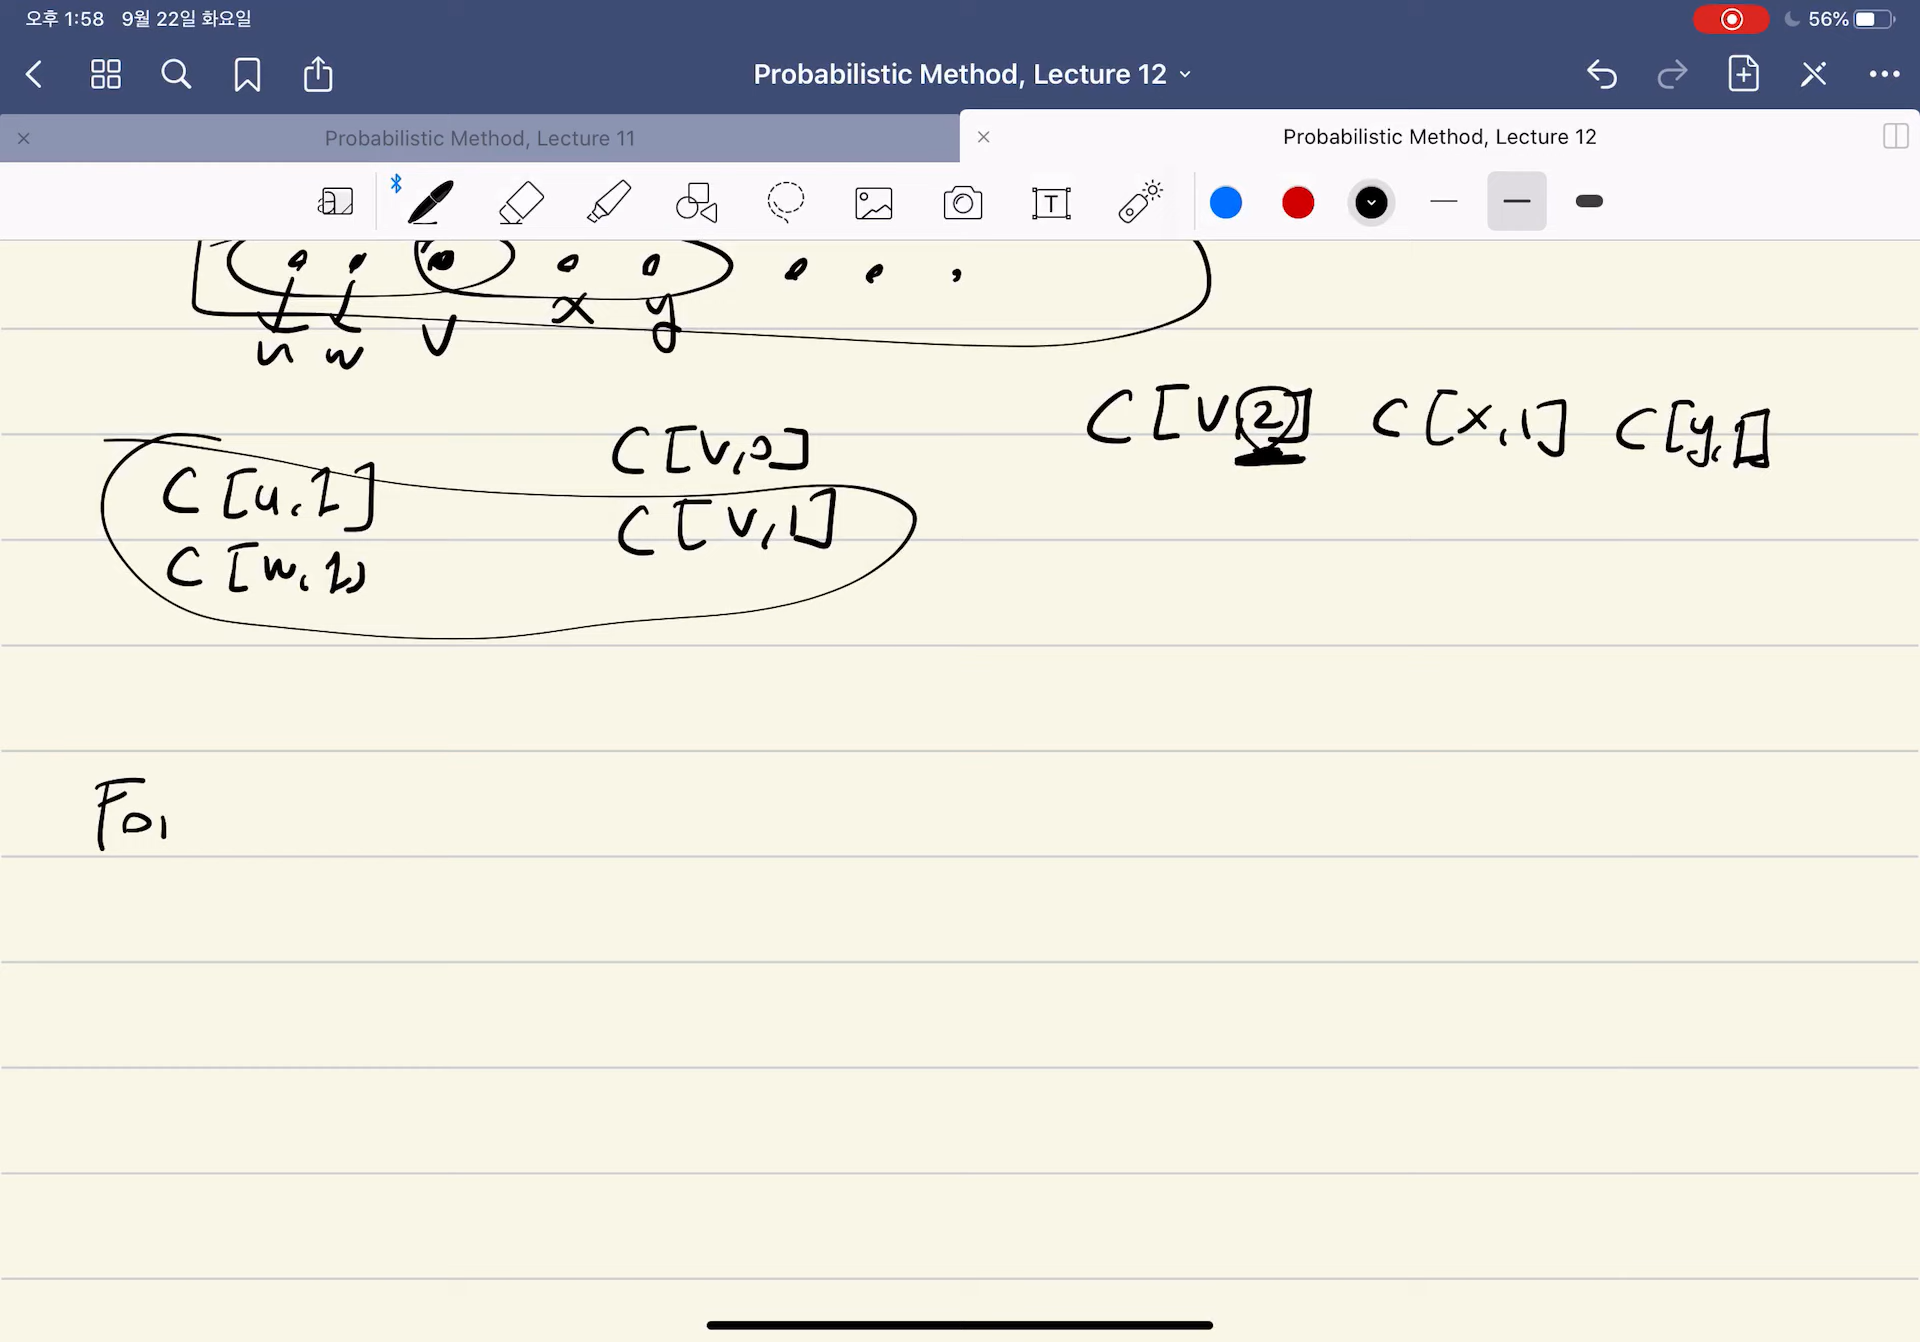 오후 1:58 9월 22일 화요일
56%
Probabilistic Method, Lecture 12
Probabilistic Method, Lecture 11
Probabilistic Method, Lecture 12
T
x y
u w v
C[v,2] C[x,1] C[y,1]
C[v,0]
C[u,1]
C[v,1]
C[w,1]
For